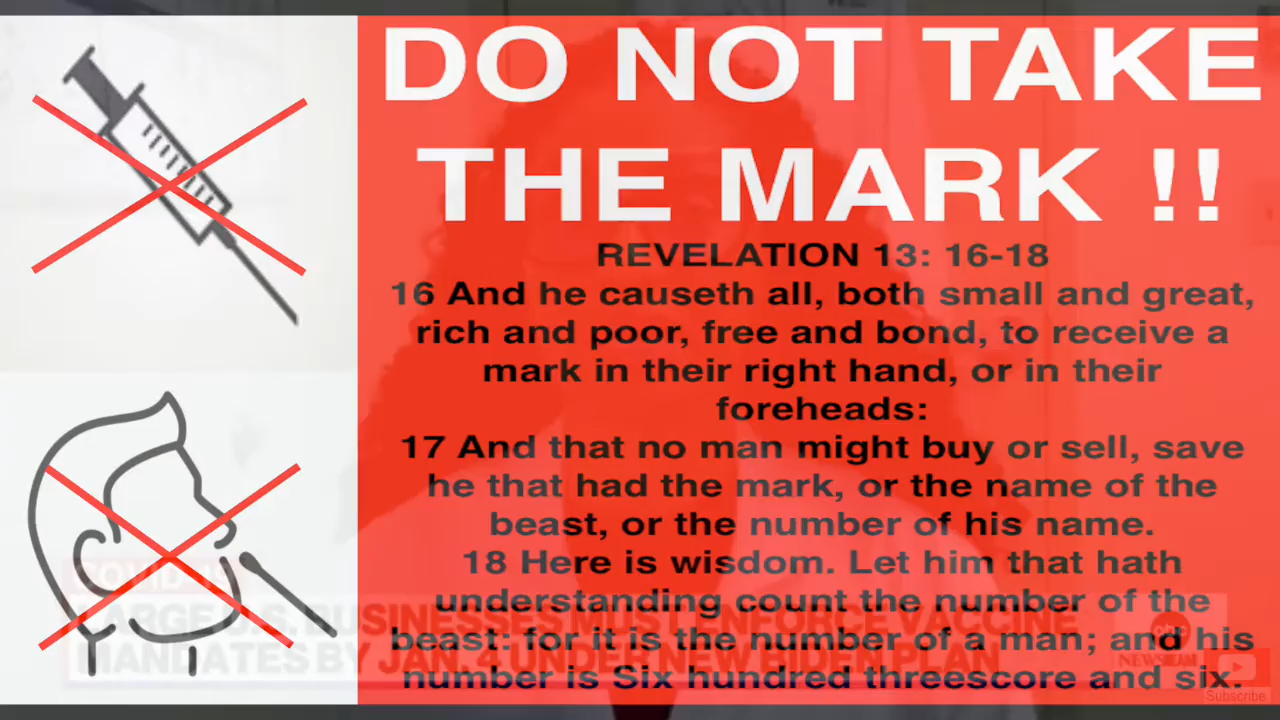 DO NOT TAKE
THE MARK !!
REVELATION 13: 16-18
16 And he causeth all, both small and great,
rich and poor, free and bond, to receive a
mark in their right hand, or in their
foreheads:
17 And that no man might buy or sell, save
he that had the mark, or the name of the
beast, or the number of his name.
18 Here is wisdom. Let him that hath
understanding count the number of the
beast: for it is the number of a man; and his
number is Six hundred threescore and six.
COVID-19
LARGE U.S. BUSINESSES MUST ENFORCE VACCINE
MANDATES BY JAN. 4 UNDER NEW BIDEN PLAN
abc
NEWS
Subscribe